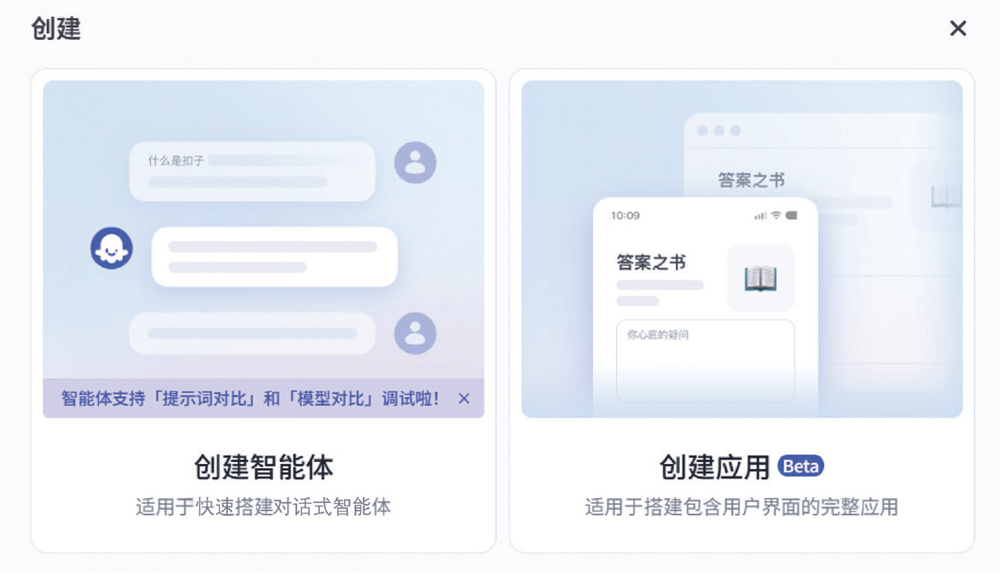 创建
什么是扣子
智能体支持「提示词对比」和「模型对比」调试啦！
创建智能体
适用于快速搭建对话式智能体
答案之书
10:09
答案之书
你心底的疑问
创建应用 Beta
适用于搭建包含用户界面的完整应用